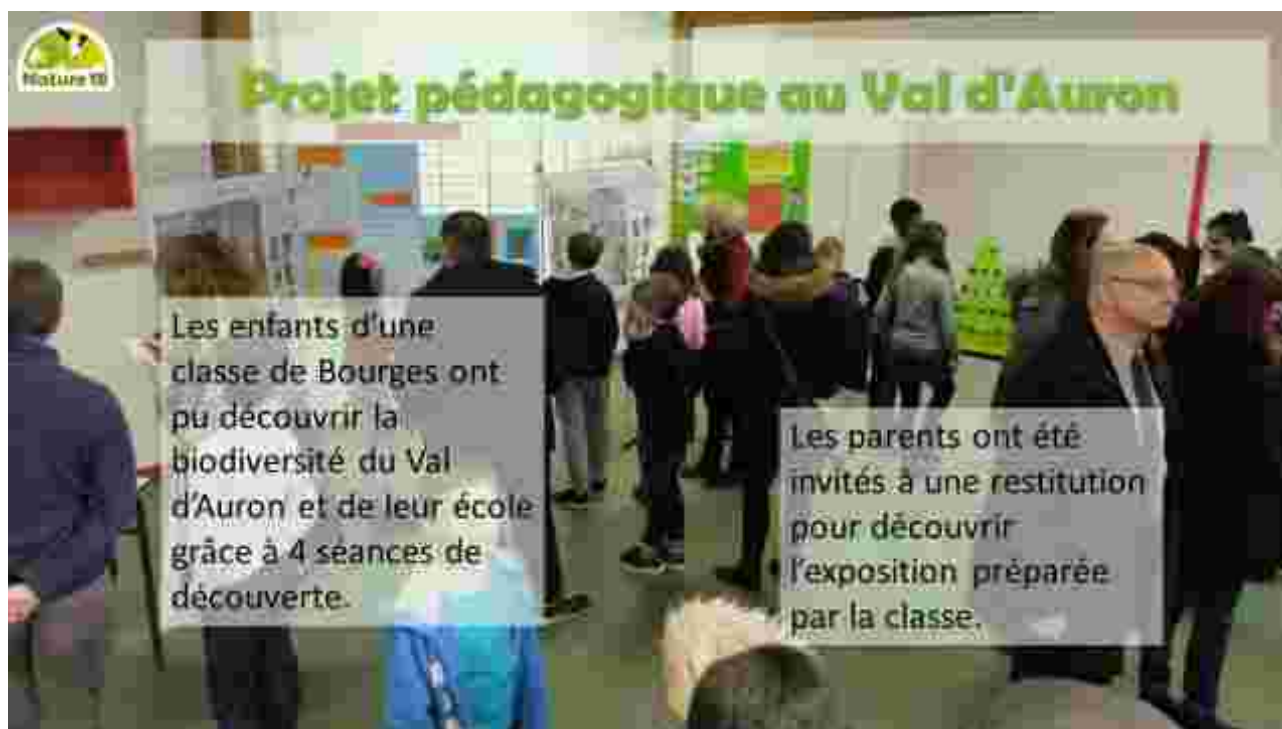 Nature 18
Projet pédagogique au Val d'Auron
Les enfants d'une
classe de Bourges ont
pu découvrir la
biodiversité du Val
d'Auron et de leur école
grâce à 4 séances de
découverte.
Les parents ont été
invités à une restitution
pour découvrir
l'exposition préparée
par la classe.